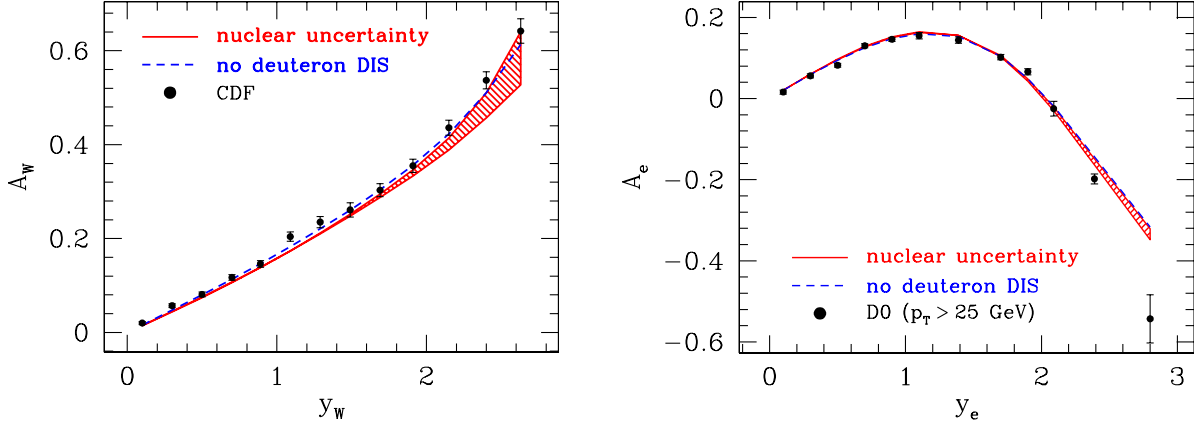 0.6
0.4
0.2
0
A_W
nuclear uncertainty
no deuteron DIS
CDF
0 1 2
y_W
0.2
0
−0.2
−0.4
−0.6
A_e
nuclear uncertainty
no deuteron DIS
D0 (p_T > 25 GeV)
0 1 2 3
y_e